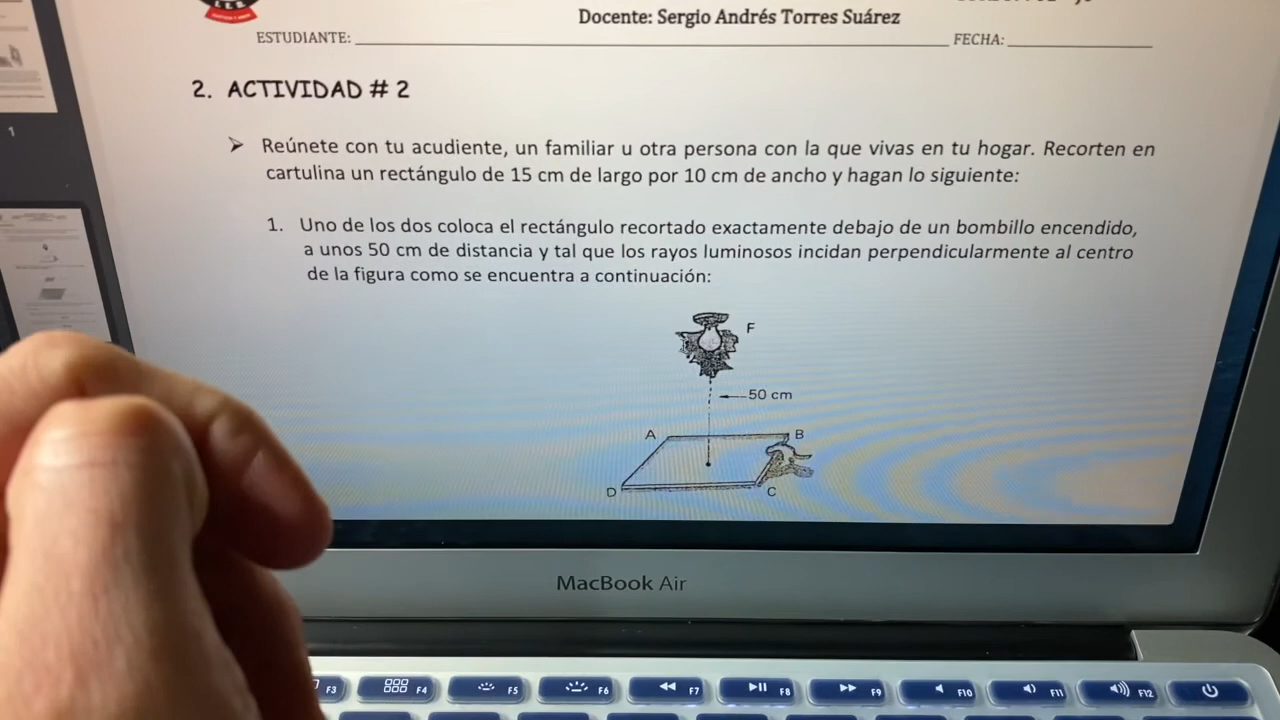 Docente: Sergio Andrés Torres Suárez
ESTUDIANTE: FECHA:
2. ACTIVIDAD # 2
➢ Reúnete con tu acudiente, un familiar u otra persona con la que vivas en tu hogar. Recorten en
cartulina un rectángulo de 15 cm de largo por 10 cm de ancho y hagan lo siguiente:
1. Uno de los dos coloca el rectángulo recortado exactamente debajo de un bombillo encendido,
a unos 50 cm de distancia y tal que los rayos luminosos incidan perpendicularmente al centro
de la figura como se encuentra a continuación:
F
50 cm
A B
D C
1
MacBook Air
F3 F4 F5 F6 F7 F8 F9 F10 F11 F12